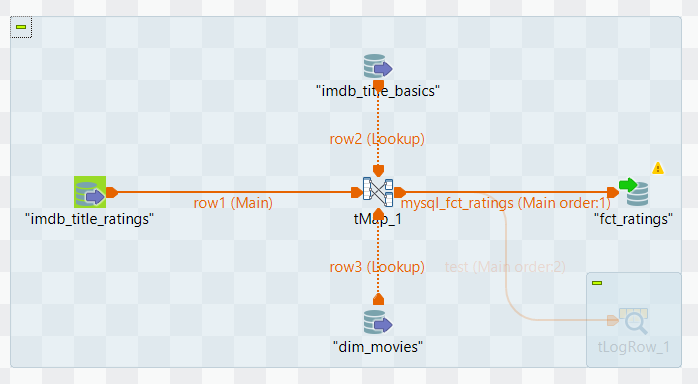 "imdb_title_basics"
row2 (Lookup)
"imdb_title_ratings"
row1 (Main)
tMap_1
mysql_fct_ratings (Main order:1)
"fct_ratings"
row3 (Lookup)
test (Main order:2)
"dim_movies"
tLogRow_1